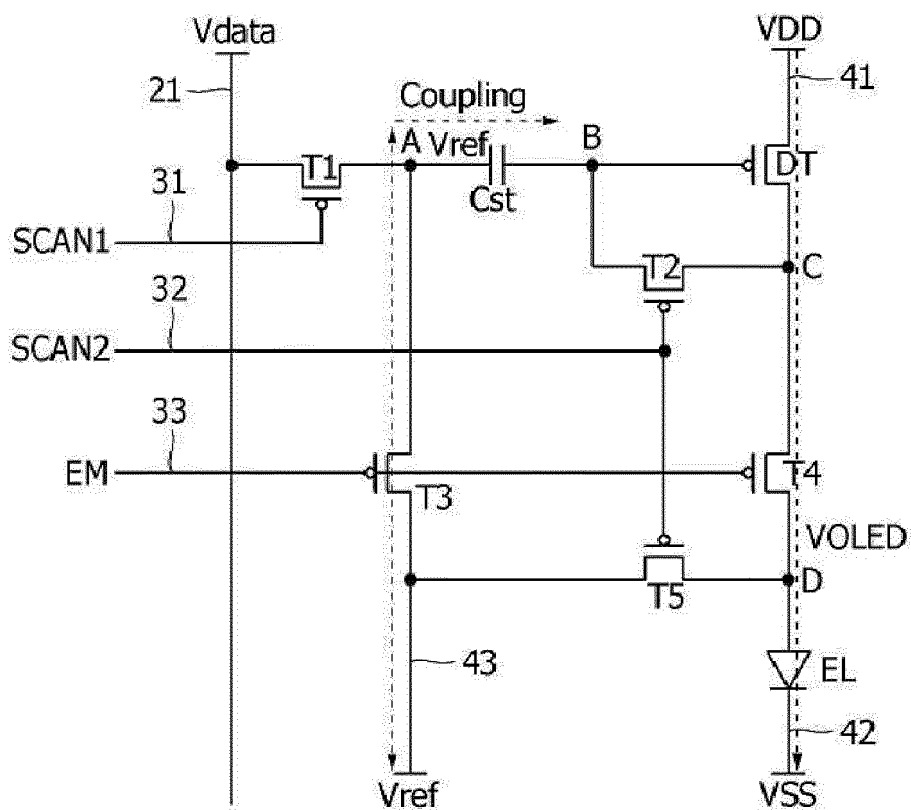 Vdata
VDD
21
41
Coupling
A
Vref
B
T1
Cst
DT
31
SCAN1
T2
C
32
SCAN2
33
EM
T3
T4
VOLED
D
T5
43
EL
42
Vref
VSS